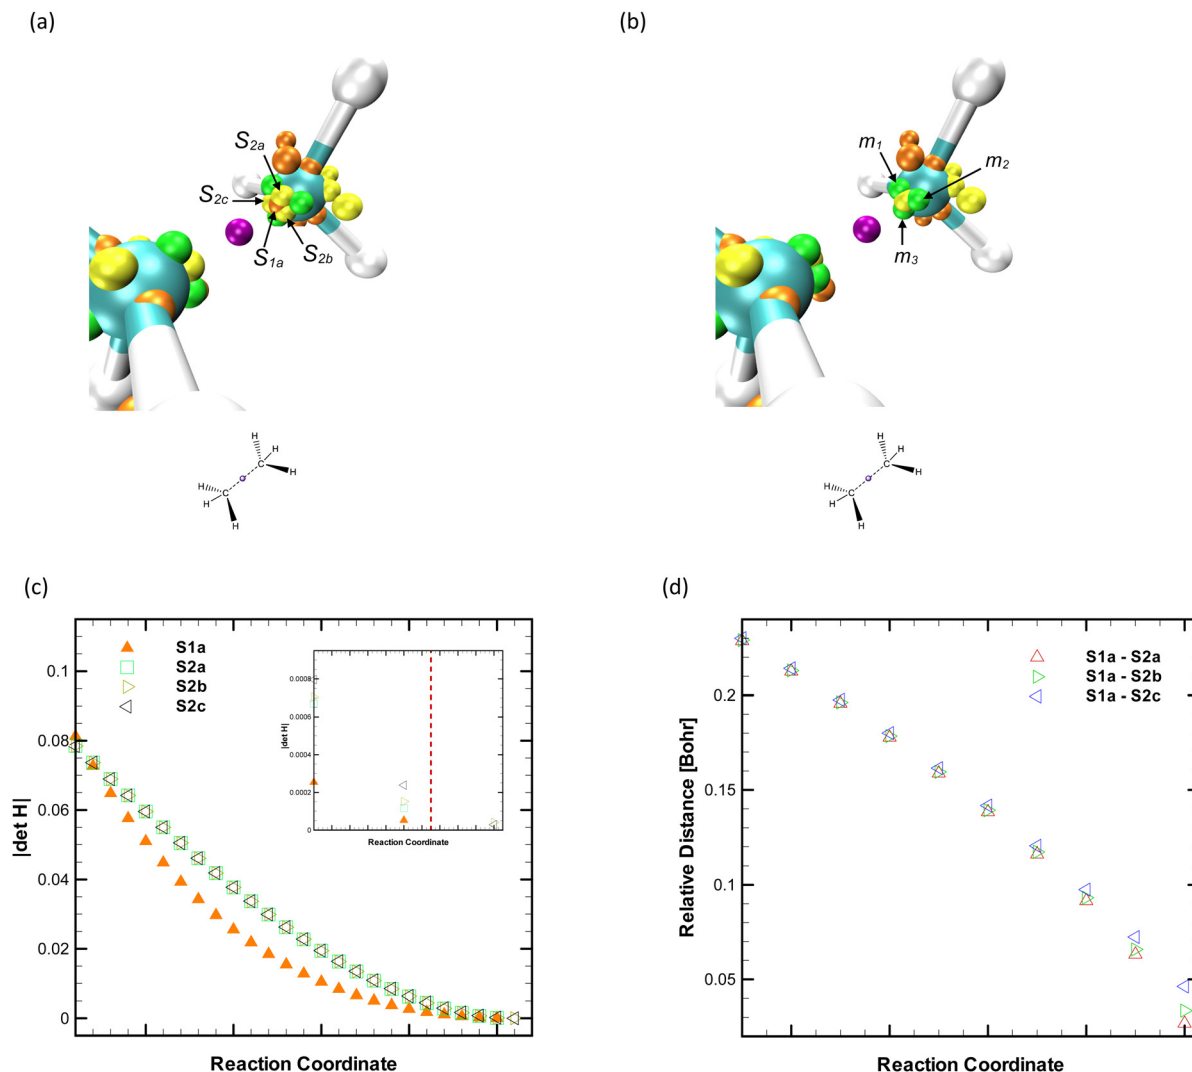 (a)
(b)
S2a
S2c
S1a
S2b
m1
m2
m3
H
H
C
H
H
C
H
H
H
H
C
H
H
C
H
H
(c)
(d)
S1a
S2a
S2b
S2c
0.1
0.08
0.06
0.04
0.02
0
|det H|
Reaction Coordinate
0.0008
0.0006
0.0004
0.0002
0
|det H|
Reaction Coordinate
S1a - S2a
S1a - S2b
S1a - S2c
0.2
0.15
0.1
0.05
Relative Distance [Bohr]
Reaction Coordinate